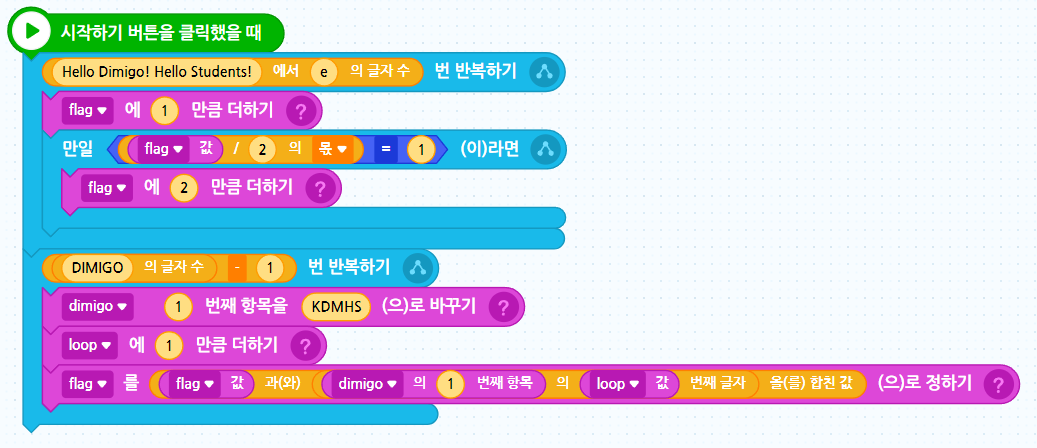 시작하기 버튼을 클릭했을 때
Hello Dimigo! Hello Students! 에서 e 의 글자 수 번 반복하기
flag 에 1 만큼 더하기 ?
만일 flag 값 / 2 의 몫 = 1 (이)라면
flag 에 2 만큼 더하기 ?
DIMIGO 의 글자 수 - 1 번 반복하기
dimigo 1 번째 항목을 KDMHS (으)로 바꾸기 ?
loop 에 1 만큼 더하기 ?
flag 를 flag 값 과(와) dimigo 의 1 번째 항목 의 loop 값 번째 글자 올(를) 합친 값 (으)로 정하기 ?